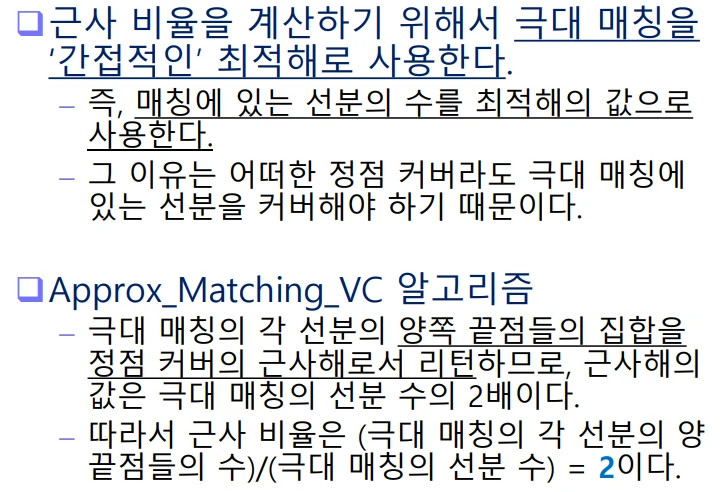 ❑근사 비율을 계산하기 위해서 극대 매칭을
'간접적인' 최적해로 사용한다.
– 즉, 매칭에 있는 선분의 수를 최적해의 값으로
사용한다.
– 그 이유는 어떠한 정점 커버라도 극대 매칭에
있는 선분을 커버해야 하기 때문이다.
❑Approx_Matching_VC 알고리즘
– 극대 매칭의 각 선분의 양쪽 끝점들의 집합을
정점 커버의 근사해로서 리턴하므로, 근사해의
값은 극대 매칭의 선분 수의 2배이다.
– 따라서 근사 비율은 (극대 매칭의 각 선분의 양
끝점들의 수)/(극대 매칭의 선분 수) = 2이다.